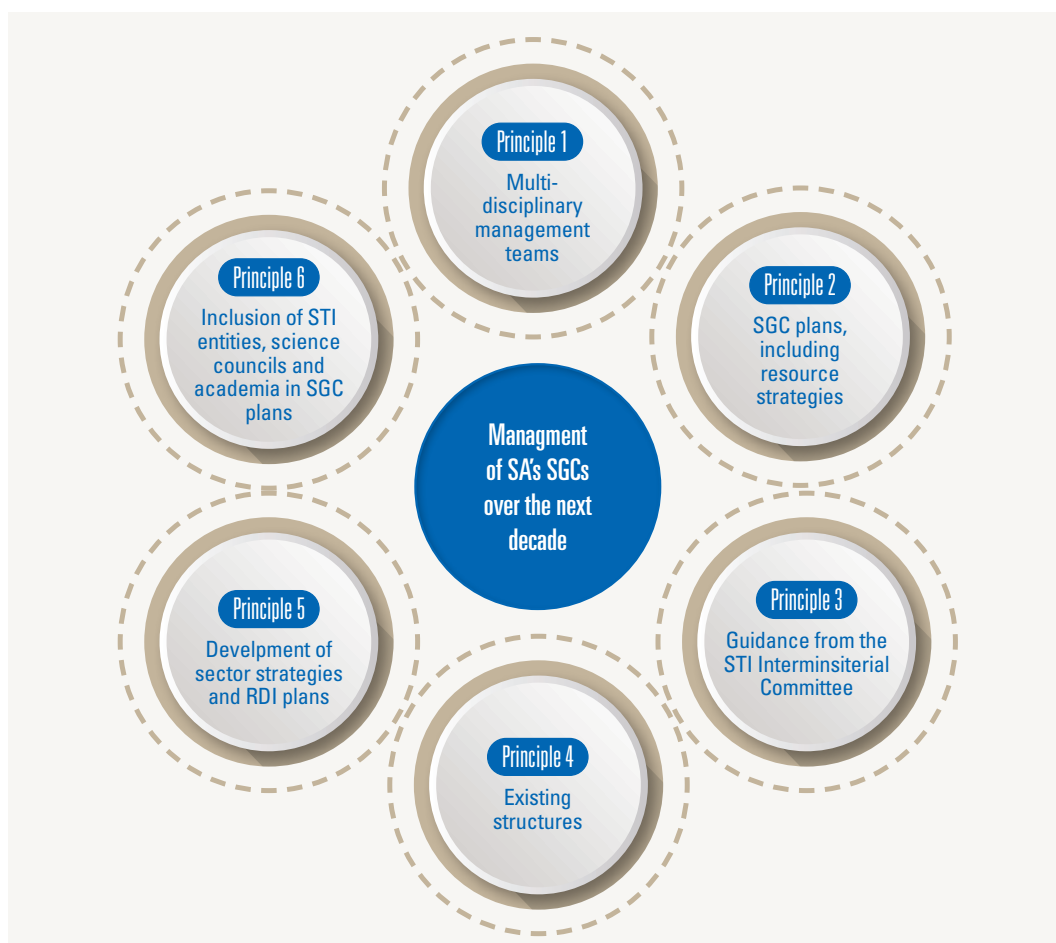 Principle 1
Multi-
disciplinary
management
teams
Principle 2
SGC plans,
including
resource
strategies
Principle 3
Guidance from the
STI Interminsiterial
Committee
Principle 4
Existing
structures
Principle 5
Develpment of
sector strategies
and RDI plans
Principle 6
Inclusion of STI
entities, science
councils and
academia in SGC
plans
Managment
of SA's SGCs
over the next
decade